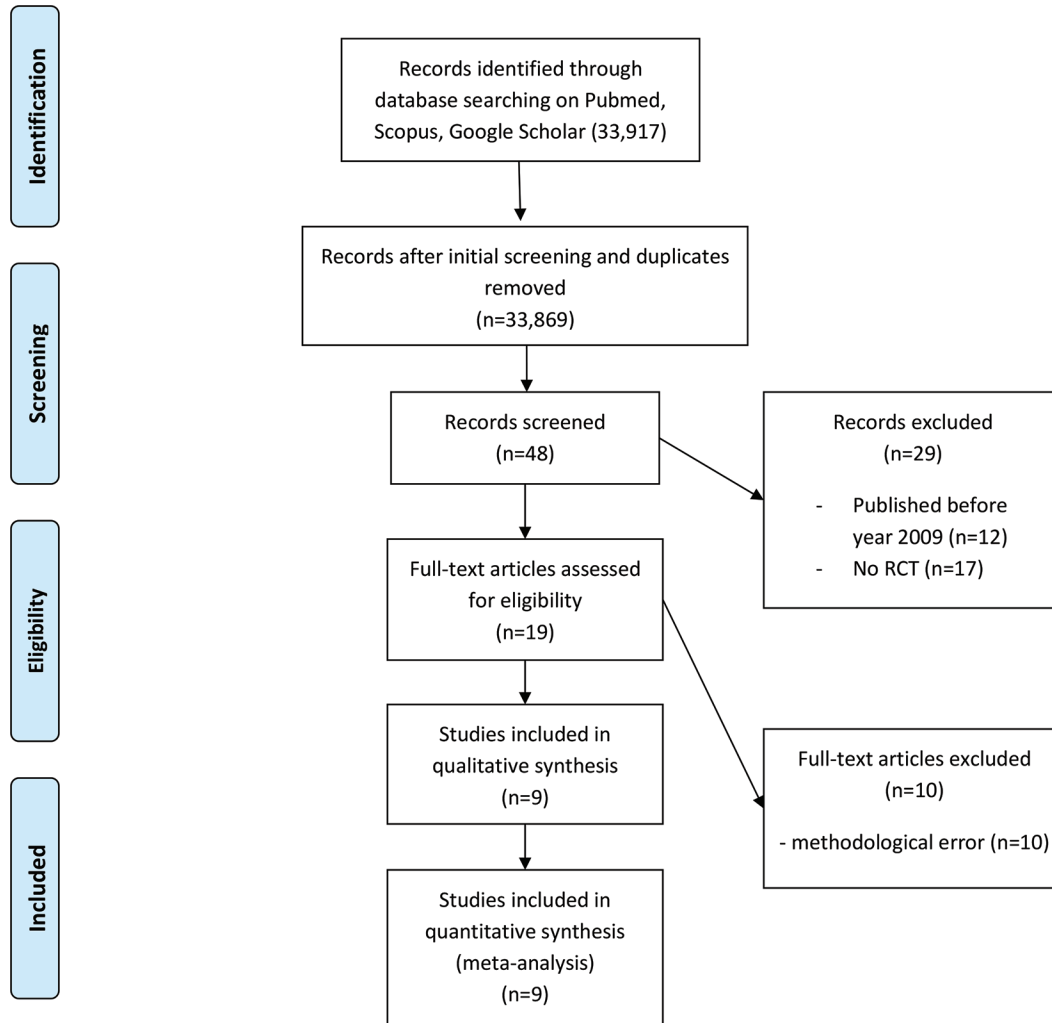 Identification
Records identified through
database searching on Pubmed,
Scopus, Google Scholar (33,917)
Records after initial screening and duplicates
removed
(n=33,869)
Screening
Records screened
(n=48)
Records excluded
(n=29)
- Published before
year 2009 (n=12)
- No RCT (n=17)
Eligibility
Full-text articles assessed
for eligibility
(n=19)
Full-text articles excluded
(n=10)
- methodological error (n=10)
Studies included in
qualitative synthesis
(n=9)
Included
Studies included in
quantitative synthesis
(meta-analysis)
(n=9)